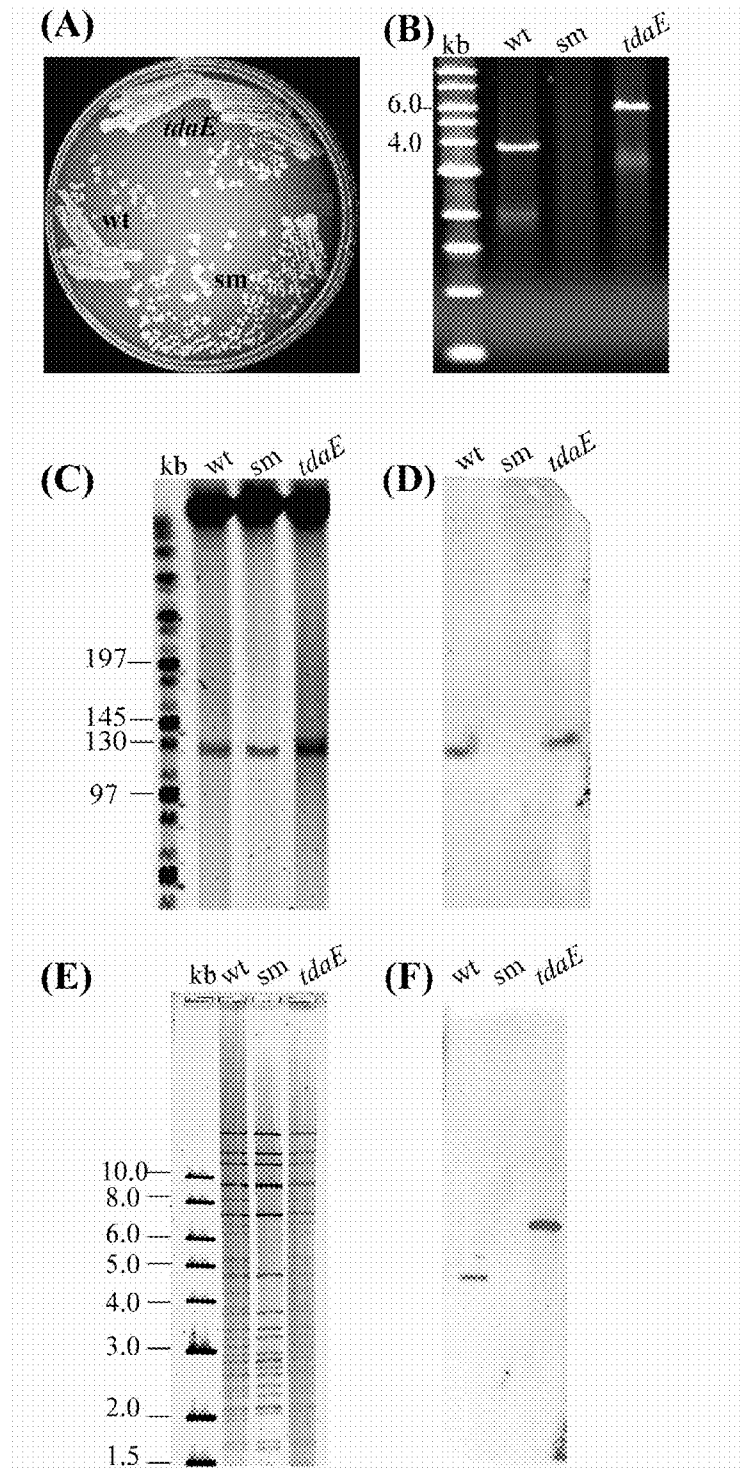 (A)
tdaE
wt
sm
(B)
kb wt sm tdaE
6.0
4.0
(C)
kb wt sm tdaE
197
145
130
97
(D)
wt sm tdaE
(E)
kb wt sm tdaE
10.0
8.0
6.0
5.0
4.0
3.0
2.0
1.5
(F)
wt sm tdaE